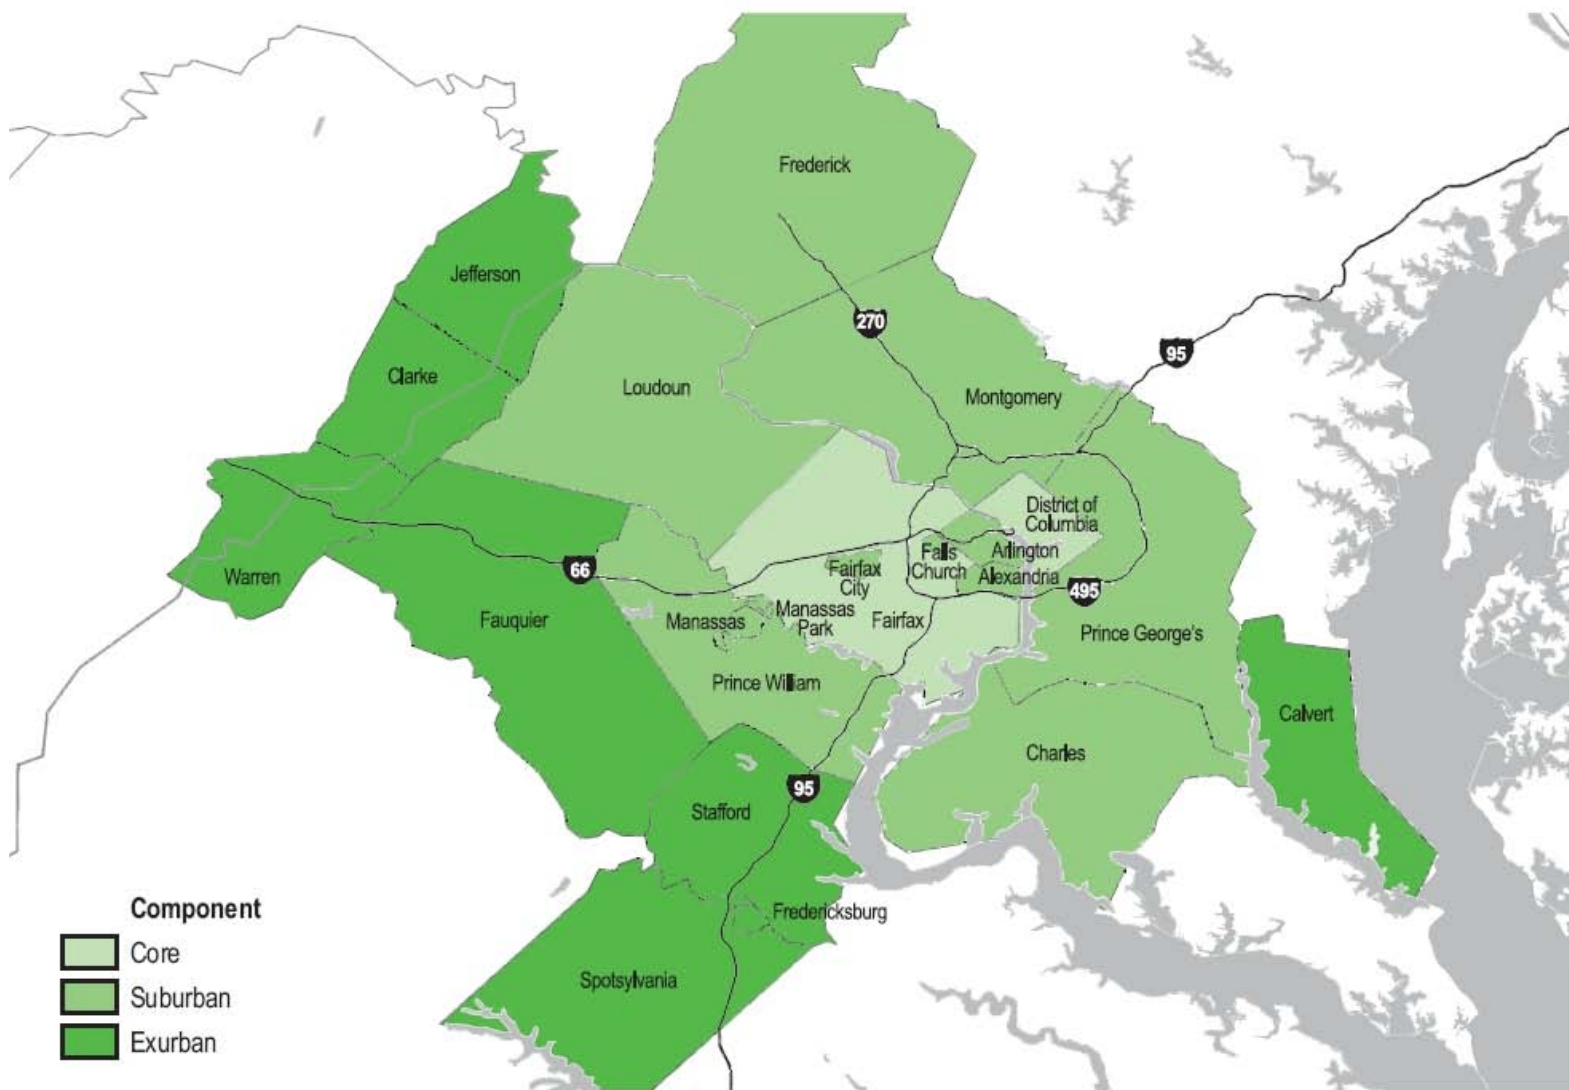 Frederick
Jefferson
270
95
Clarke
Loudoun
Montgomery
District of
Columbia
Falls
Church
Arlington
66
Fairfax
City
Alexandria
Warren
495
Fauquier
Manassas
Manassas
Park
Fairfax
Prince George's
Prince William
Calvert
Charles
95
Stafford
Fredericksburg
Spotsylvania
Component
Core
Suburban
Exurban